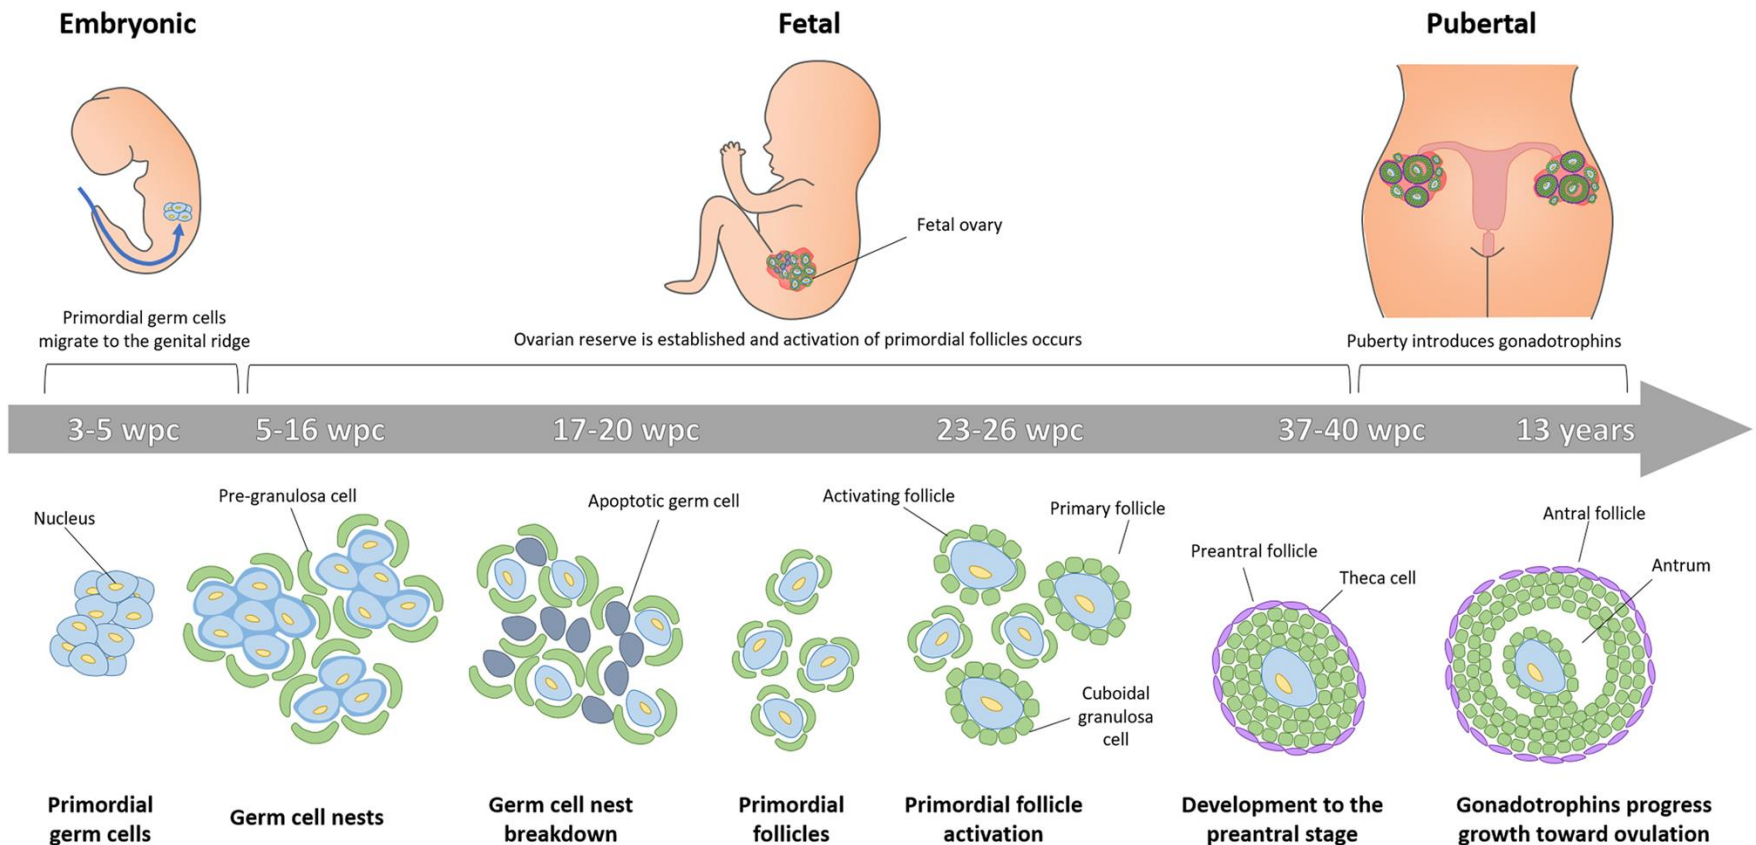 Embryonic
Fetal
Pubertal
Fetal ovary
Primordial germ cells
migrate to the genital ridge
Ovarian reserve is established and activation of primordial follicles occurs
Puberty introduces gonadotrophins
3-5 wpc
5-16 wpc
17-20 wpc
23-26 wpc
37-40 wpc
13 years
Nucleus
Pre-granulosa cell
Apoptotic germ cell
Activating follicle
Primary follicle
Cuboidal
granulosa
cell
Preantral follicle
Theca cell
Antral follicle
Antrum
Primordial
germ cells
Germ cell nests
Germ cell nest
breakdown
Primordial
follicles
Primordial follicle
activation
Development to the
preantral stage
Gonadotrophins progress
growth toward ovulation